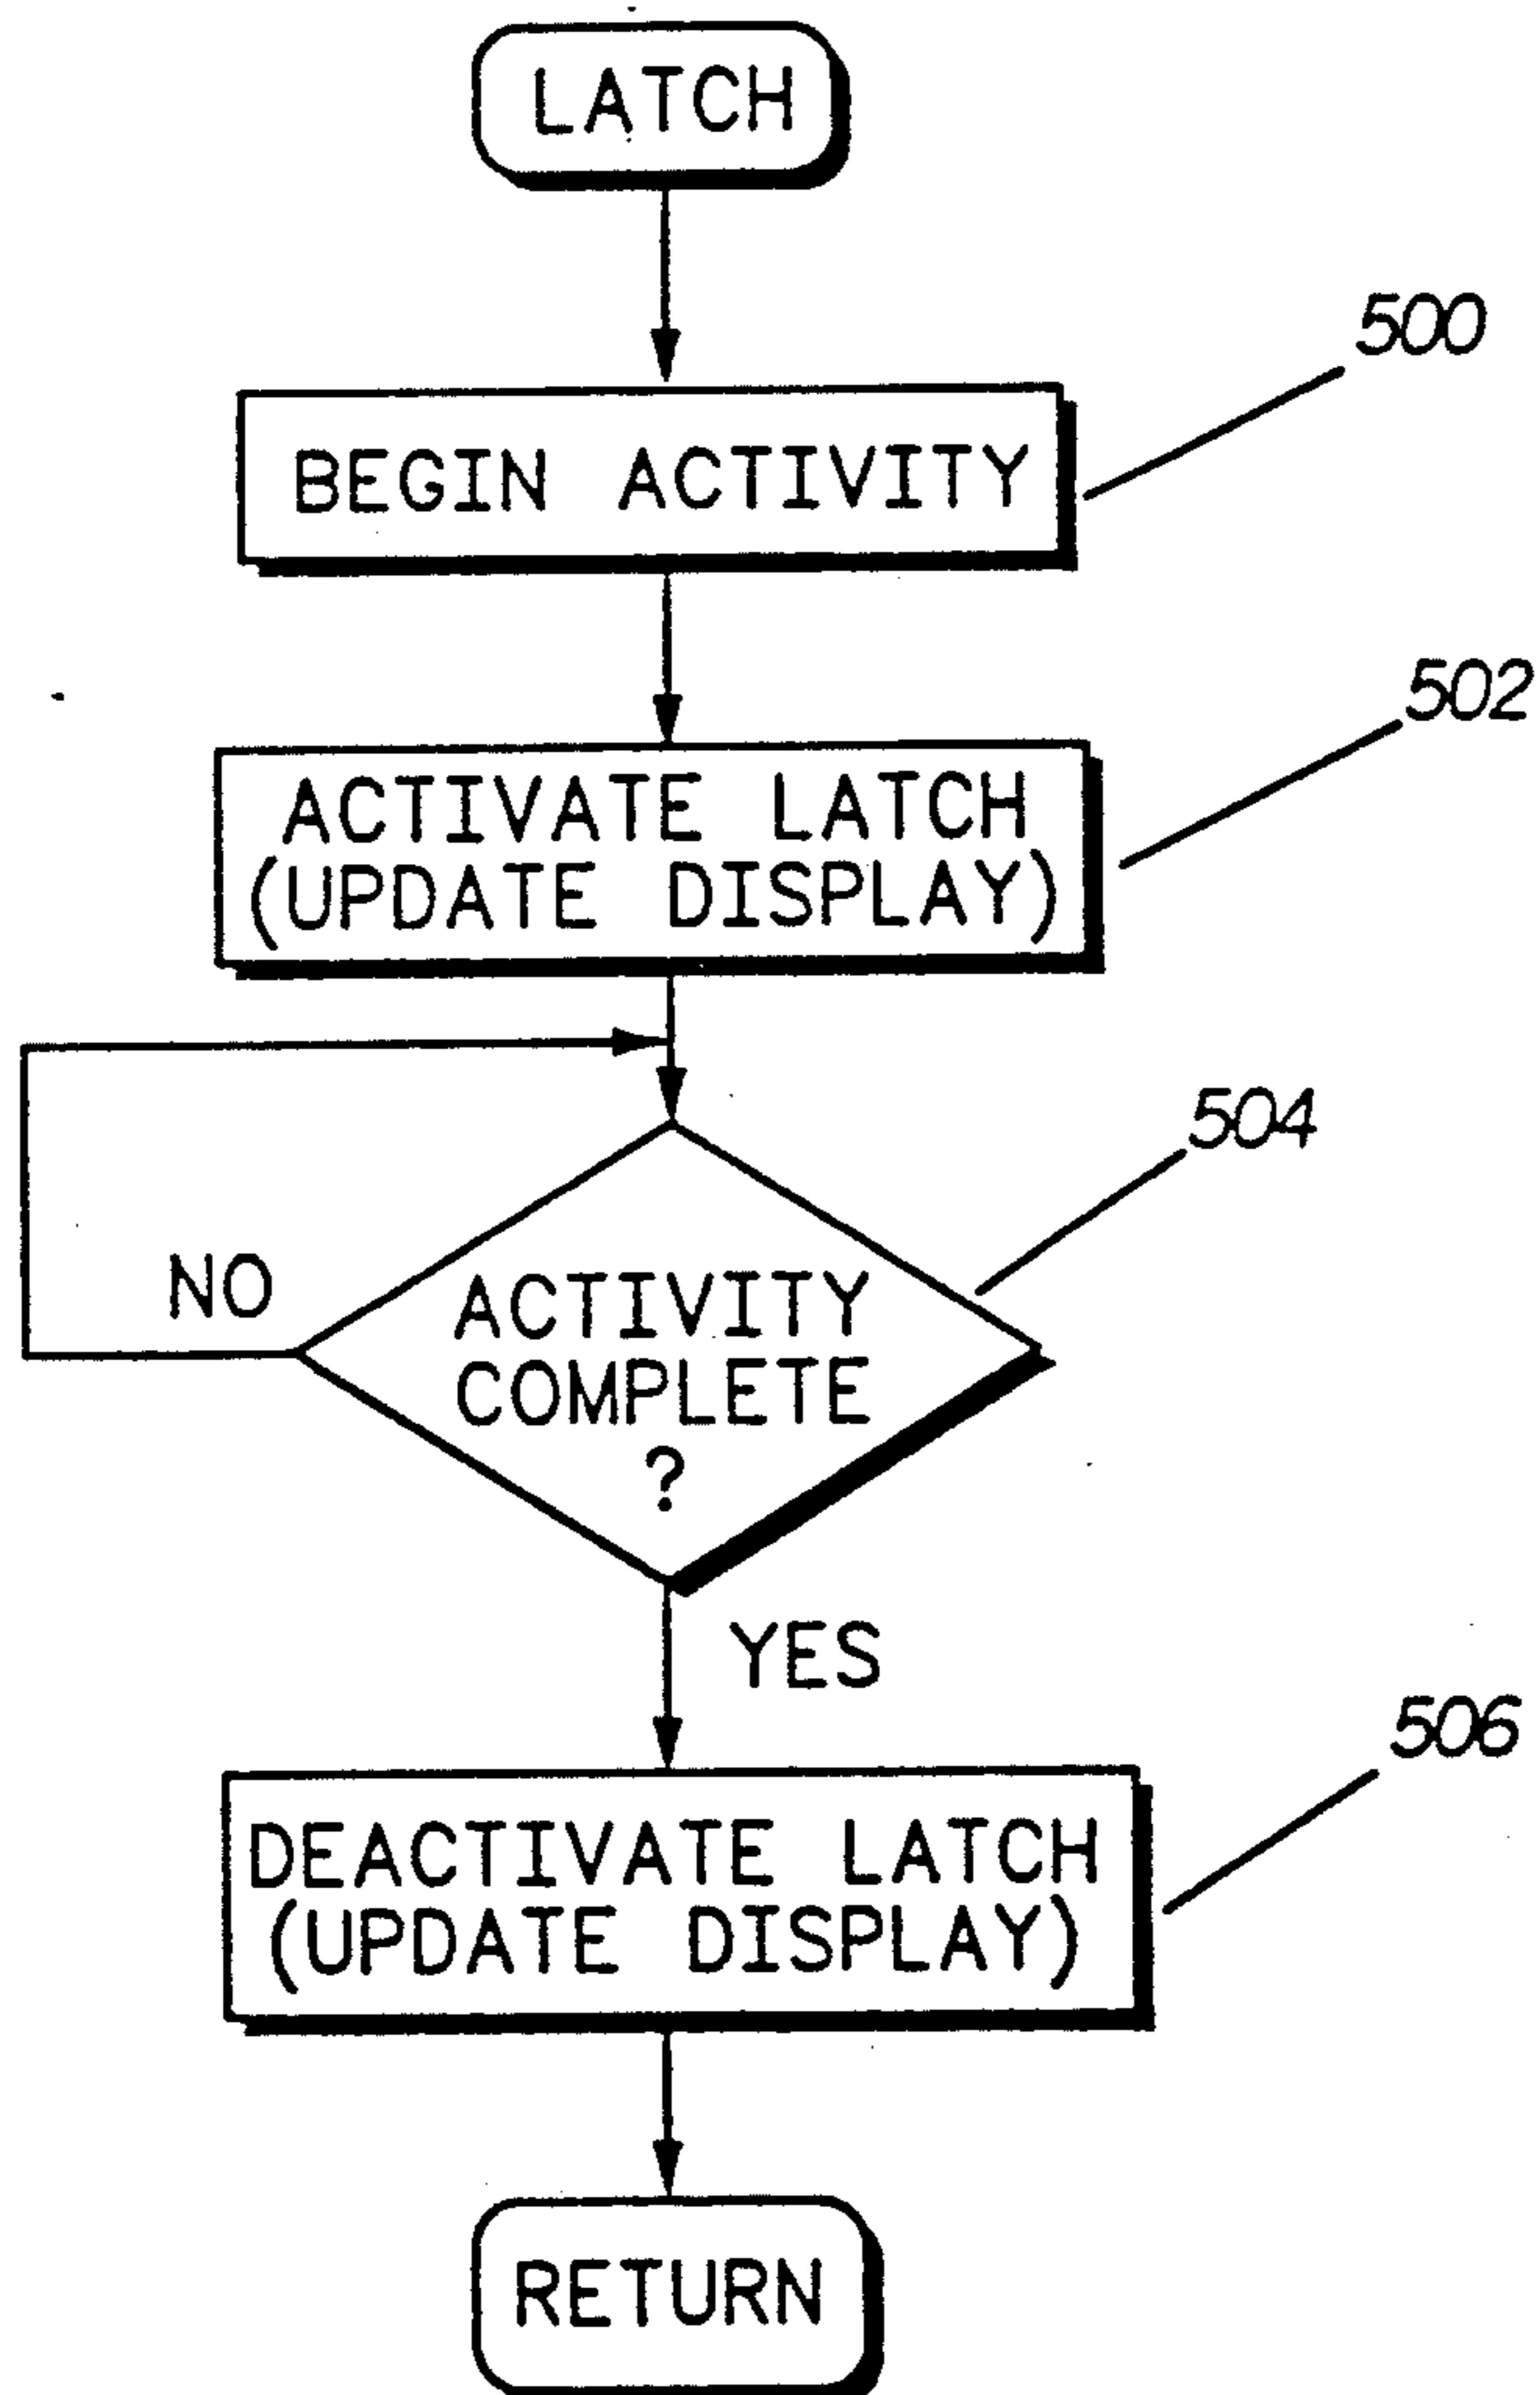 LATCH
500
BEGIN ACTIVITY
502
ACTIVATE LATCH
(UPDATE DISPLAY)
504
NO
ACTIVITY
COMPLETE
?
YES
506
DEACTIVATE LATCH
(UPDATE DISPLAY)
RETURN